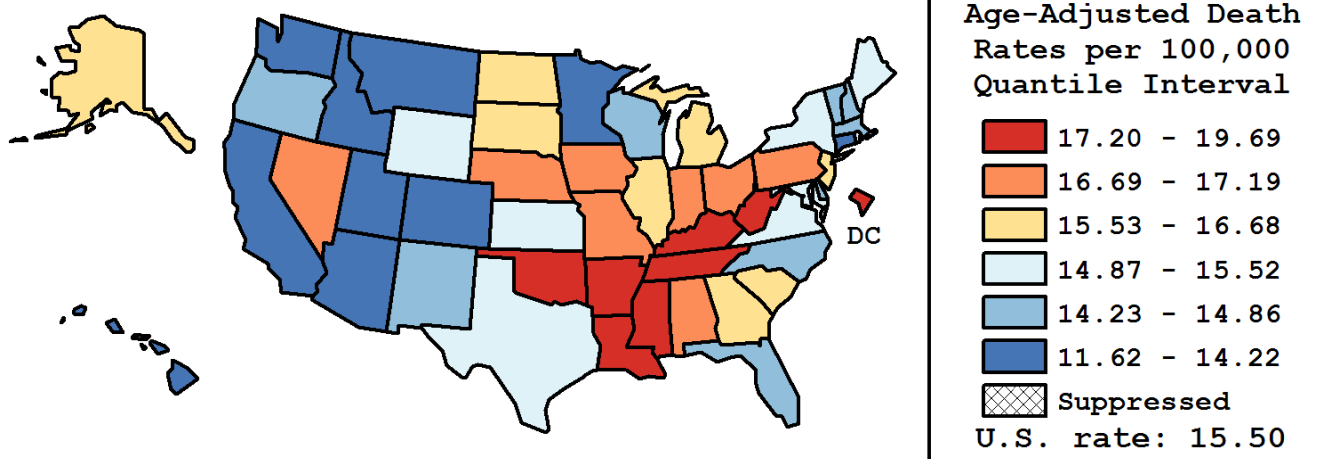 DC
Age-Adjusted Death
Rates per 100,000
Quantile Interval
17.20 - 19.69
16.69 - 17.19
15.53 - 16.68
14.87 - 15.52
14.23 - 14.86
11.62 - 14.22
Suppressed
U.S. rate: 15.50